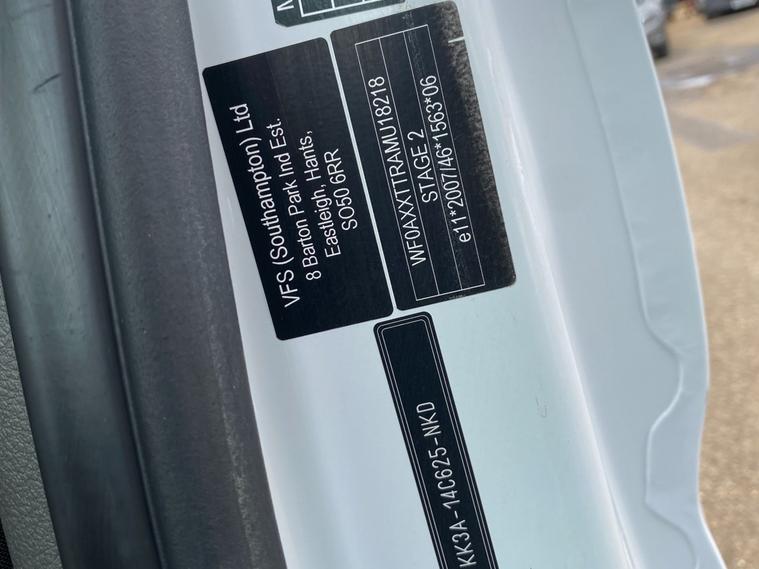 VFS (Southampton) Ltd
8 Barton Park Ind Est.
Eastleigh, Hants,
SO50 6RR
WF0AXXTTRAMU18218
STAGE 2
e11*2007/46*1563*06
KK3A-14C625-NKD